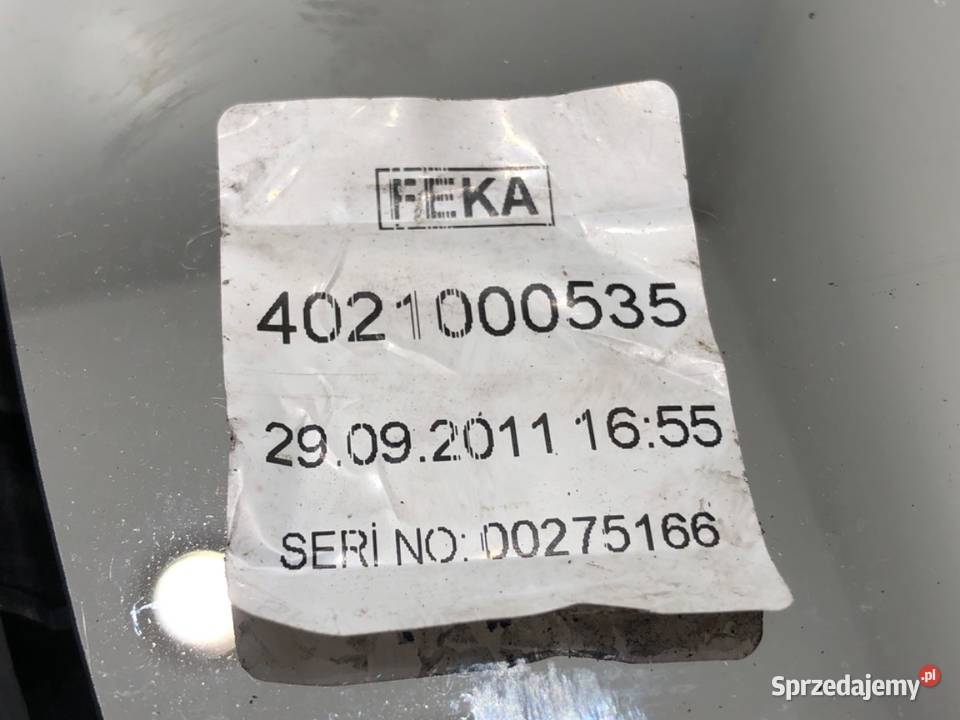 FEKA
4021000535
29.09.2011 16:55
SERİ NO: 00275166
Sprzedajemy.pl